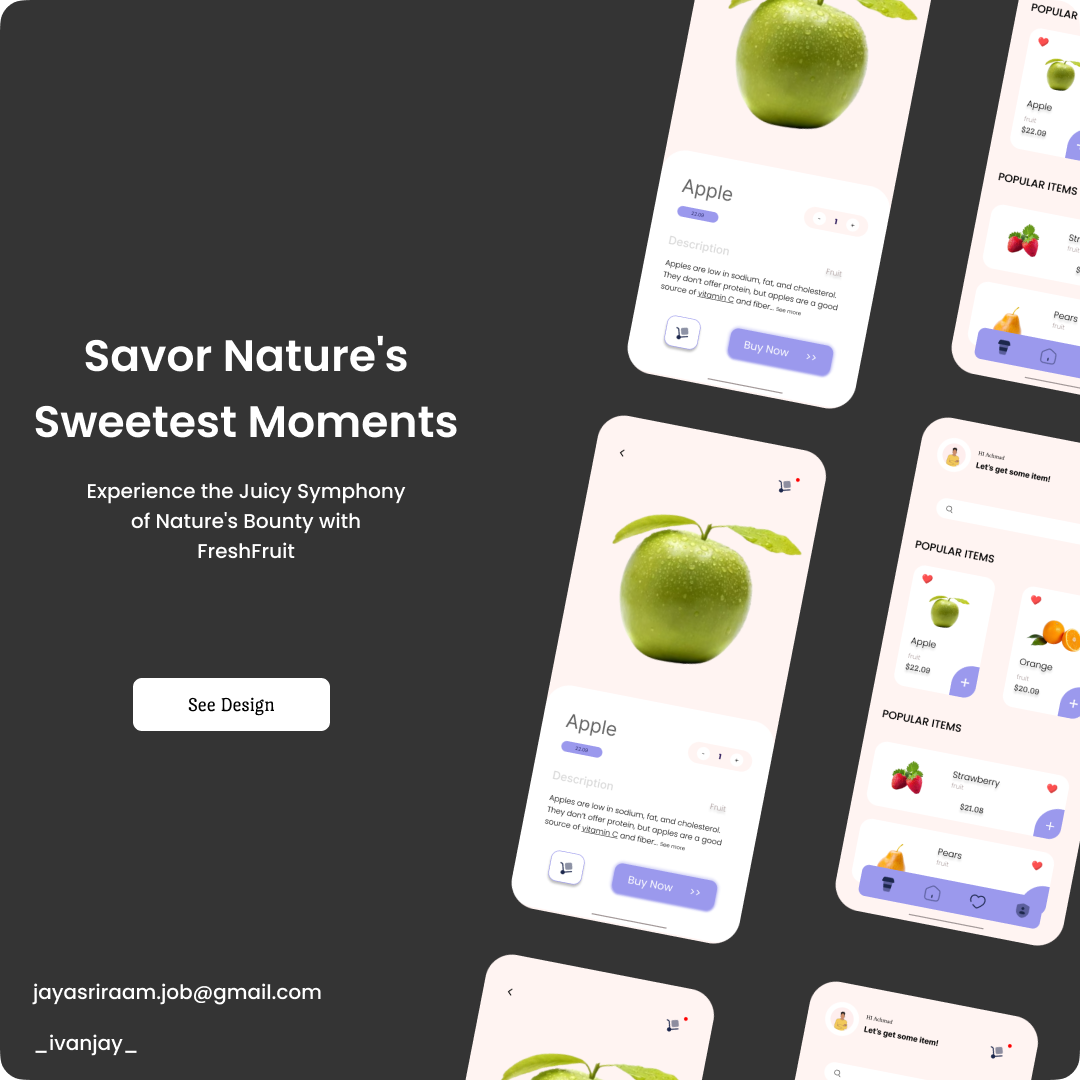 Savor Nature's
Sweetest Moments
Experience the Juicy Symphony
of Nature's Bounty with
FreshFruit
See Design
jayasriraam.job@gmail.com
_ivanjay_
Apple
22.09
- 1 +
Description
Fruit
Apples are low in sodium, fat, and cholesterol.
They don't offer protein, but apples are a good
source of vitamin C and fiber... See more
Buy Now >>
POPULAR
Apple
fruit
$22.09
POPULAR ITEMS
Str
fruit
$
Pears
fruit
Apple
22.09
- 1 +
Description
Fruit
Apples are low in sodium, fat, and cholesterol.
They don't offer protein, but apples are a good
source of vitamin C and fiber... See more
Buy Now >>
HI Achmad
Let's get some item!
POPULAR ITEMS
Apple
fruit
$22.09
+
Orange
fruit
$20.09
+
POPULAR ITEMS
Strawberry
fruit
$21.08
+
Pears
fruit
HI Achmad
Let's get some item!